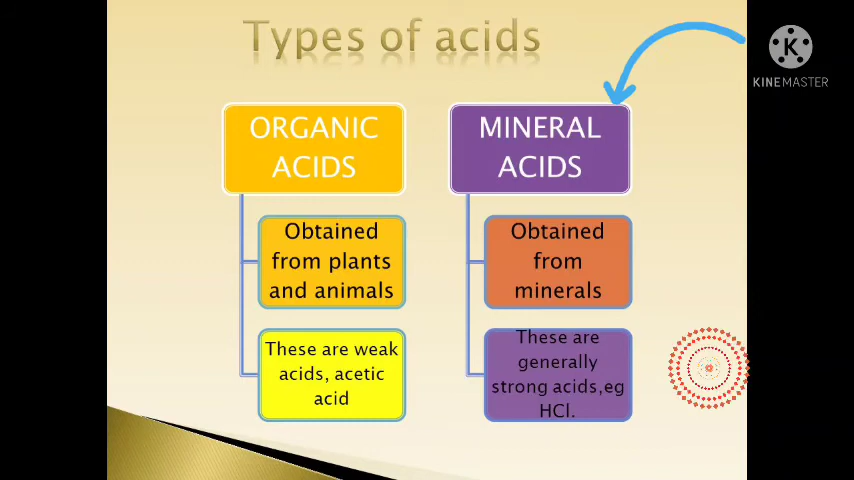 Types of acids
K
KINEMASTER
ORGANIC
ACIDS
Obtained
from plants
and animals
These are weak
acids, acetic
acid
MINERAL
ACIDS
Obtained
from
minerals
These are
generally
strong acids,eg
HCl.